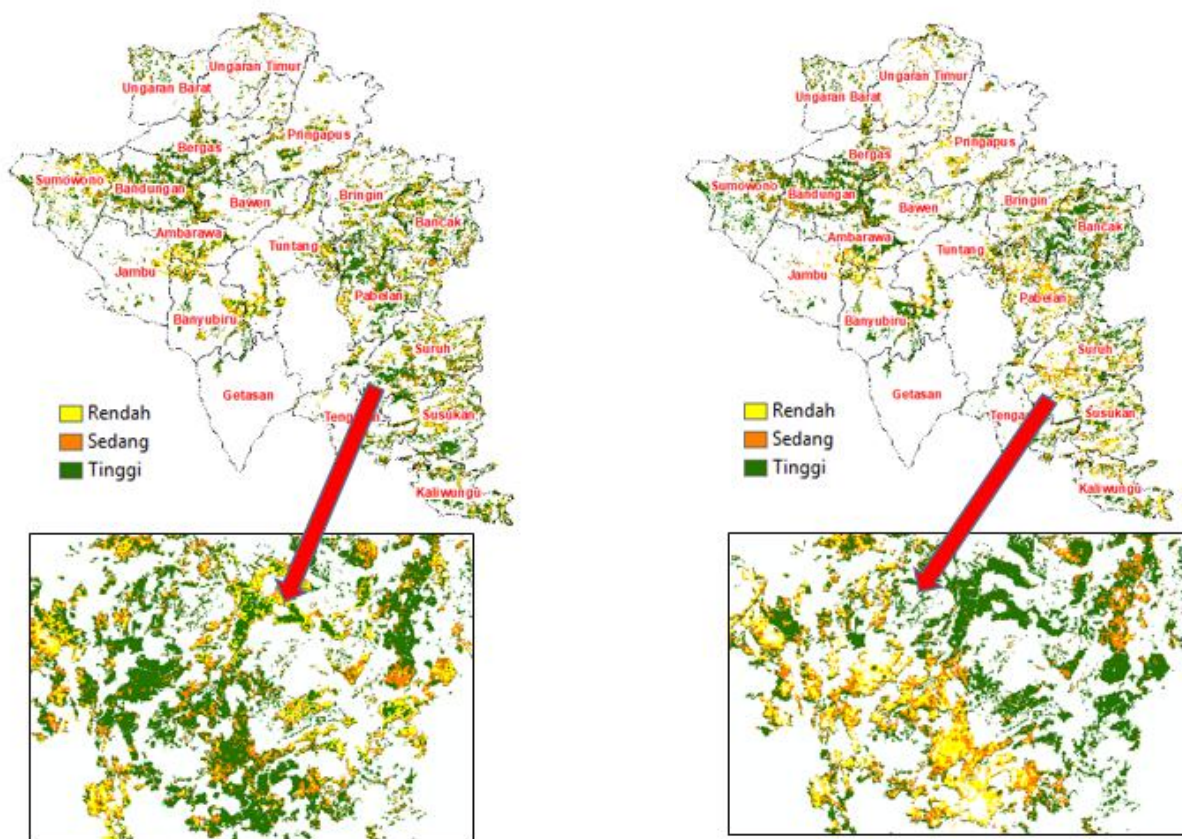 Ungaran Timur
Ungaran Barat
Pringapus
Bergas
Sumowono
Bandungan
Bringin
Bawen
Bancak
Ambarawa
Tuntang
Jambu
Pabelan
Banyubiru
Suruh
Getasan
Susukan
Kaliwungu
Rendah
Sedang
Tinggi
Ungaran Timur
Ungaran Barat
Pringapus
Bergas
Sumowono
Bandungan
Bringin
Bawen
Bancak
Ambarawa
Tuntang
Jambu
Pabelan
Banyubiru
Suruh
Getasan
Susukan
Kaliwungu
Rendah
Sedang
Tinggi